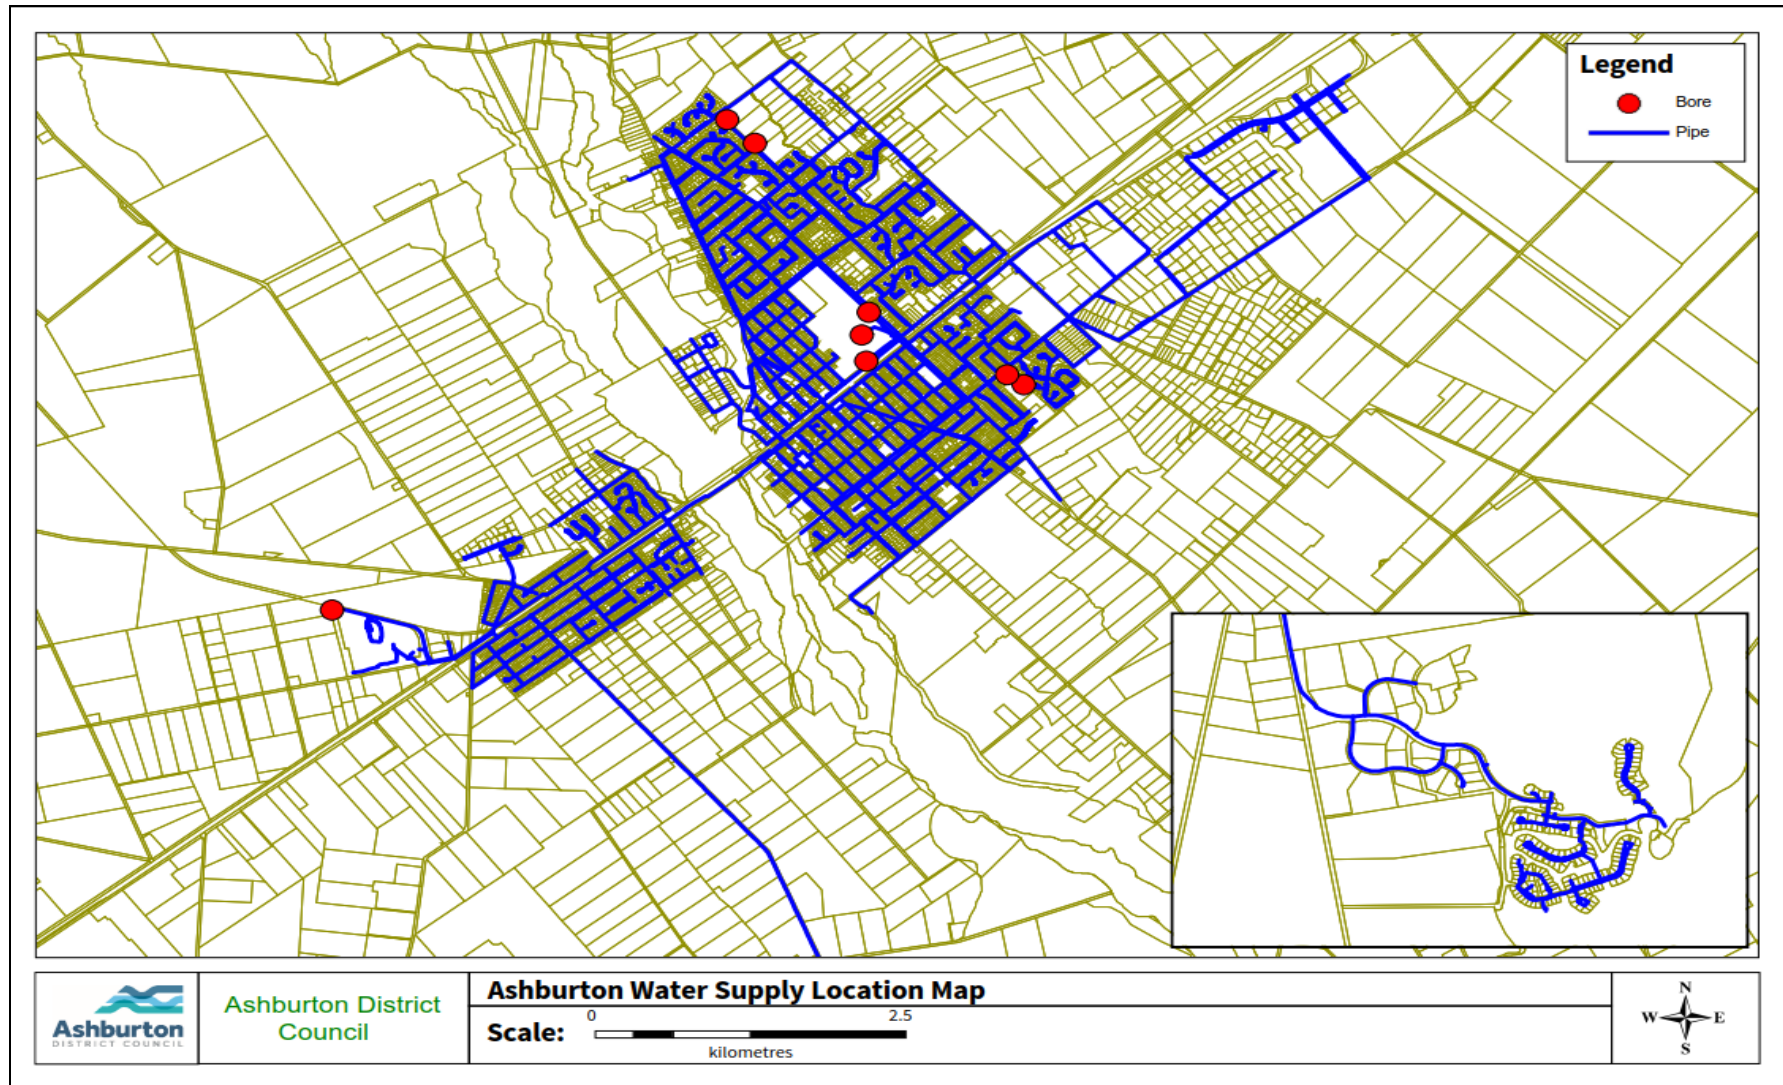 Legend
Bore
Pipe
Ashburton
DISTRICT COUNCIL
Ashburton District
Council
Ashburton Water Supply Location Map
Scale:
0 2.5
kilometres
N
W E
S